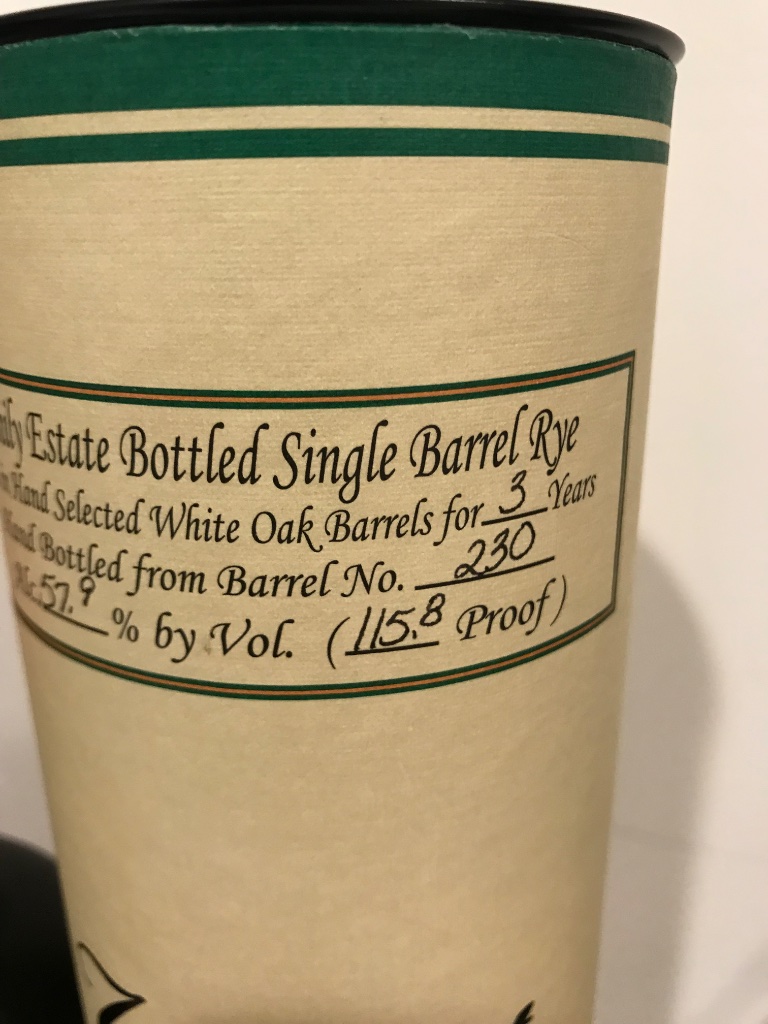 Estate Bottled Single Barrel Rye
Hand Selected White Oak Barrels for 3 Years
Bottled from Barrel No. 230
57.9 % by Vol. (115.8 Proof)